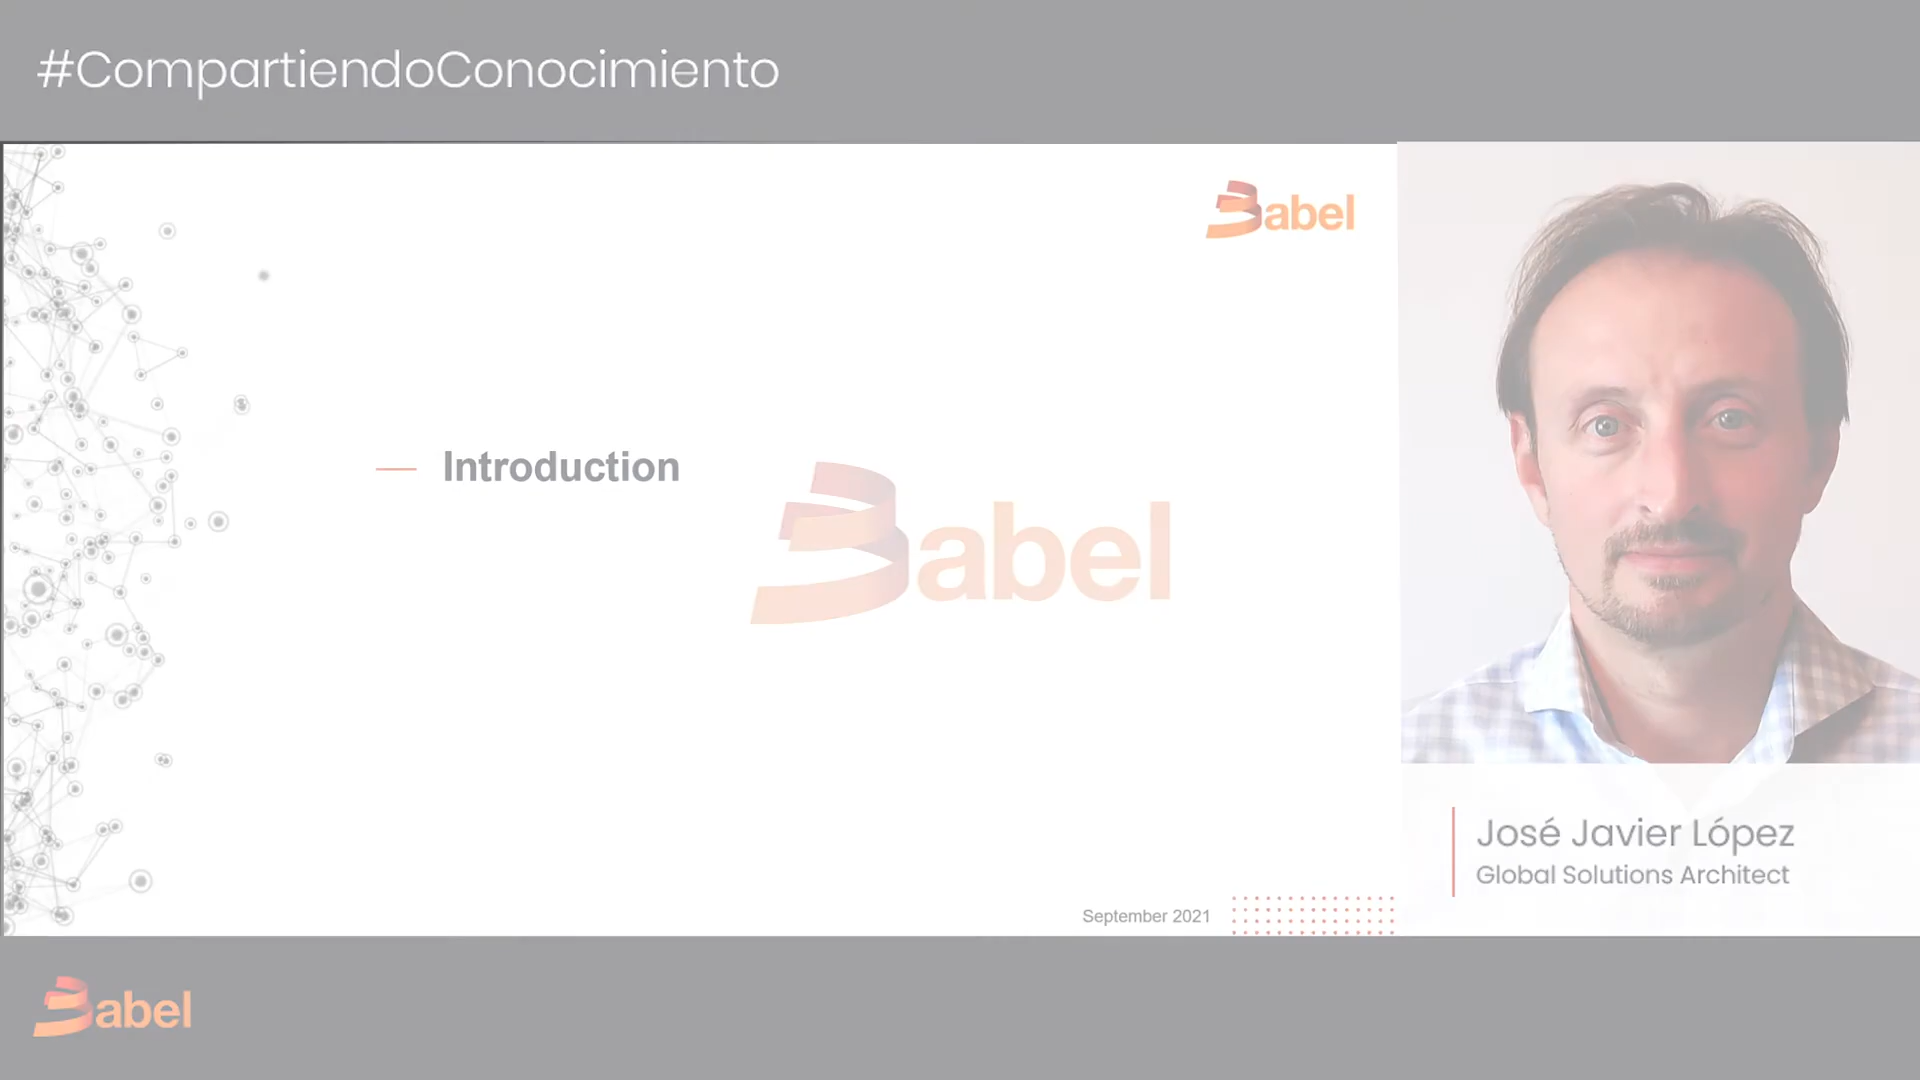 #CompartiendoConocimiento
Babel
Introduction
Babel
José Javier López
Global Solutions Architect
September 2021
Babel